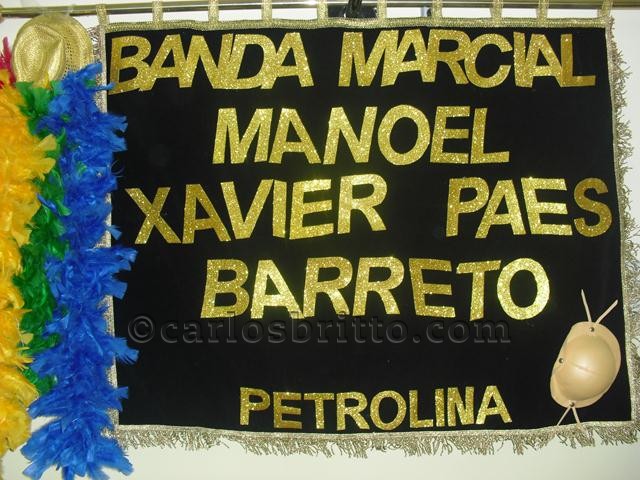 BANDA MARCIAL
MANOEL
XAVIER PAES
BARRETO
©carlosbritto.com
PETROLINA